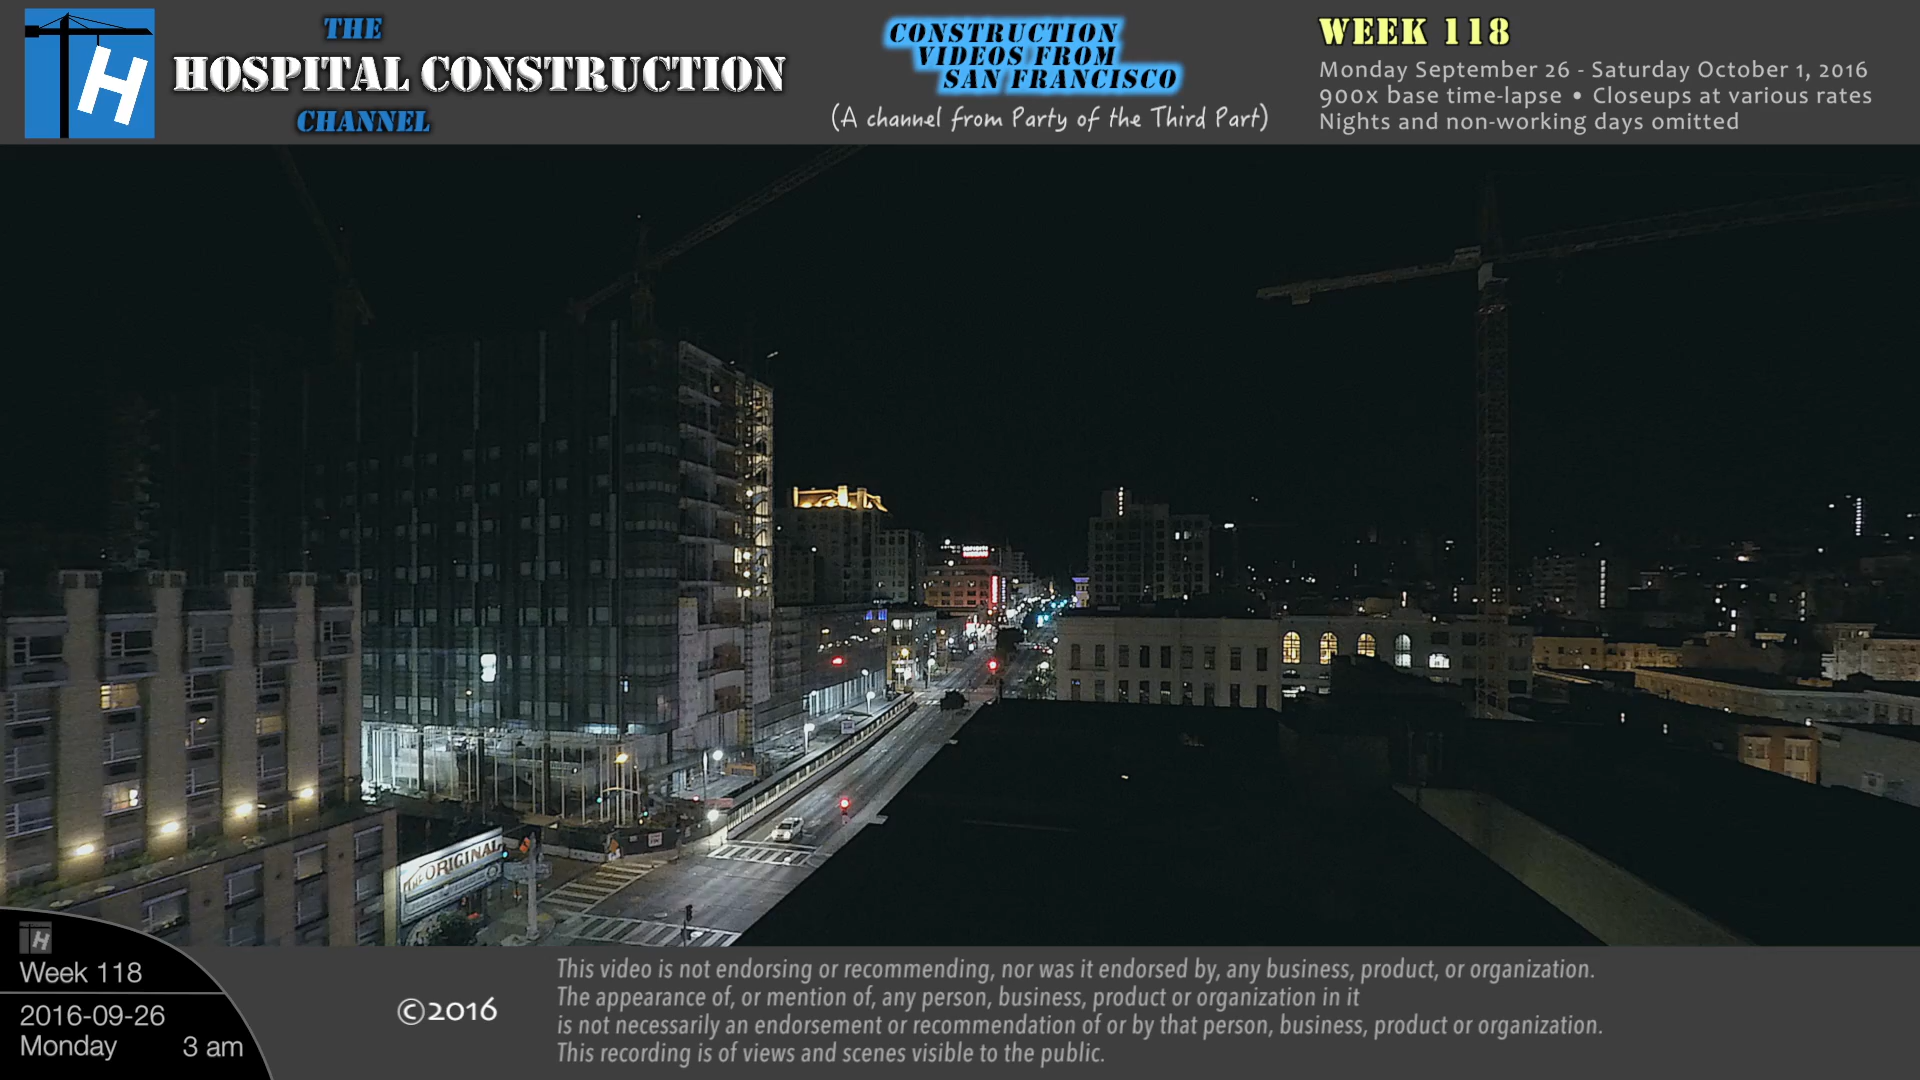 THE
HOSPITAL CONSTRUCTION
CHANNEL
H
CONSTRUCTION
VIDEOS FROM
SAN FRANCISCO
(A channel from Party of the Third Part)
WEEK 118
Monday September 26 - Saturday October 1, 2016
900x base time-lapse • Closeups at various rates
Nights and non-working days omitted
THE ORIGINAL
H
Week 118
2016-09-26
Monday 3 am
©2016
This video is not endorsing or recommending, nor was it endorsed by, any business, product, or organization.
The appearance of, or mention of, any person, business, product or organization in it
is not necessarily an endorsement or recommendation of or by that person, business, product or organization.
This recording is of views and scenes visible to the public.